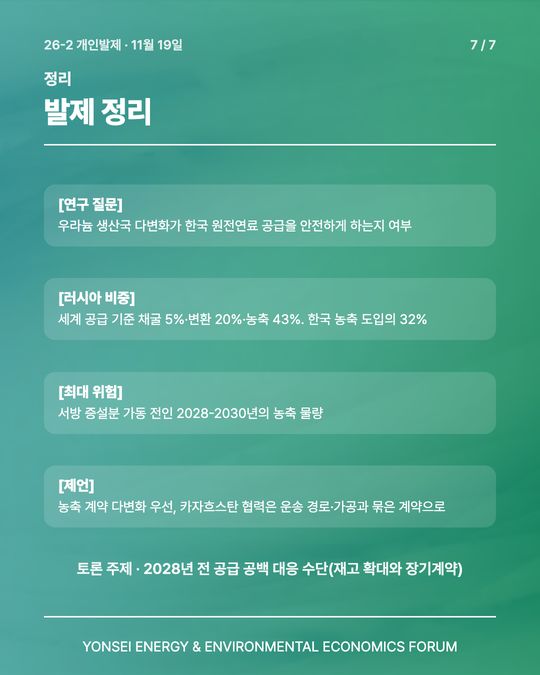 26-2 개인발제 · 11월 19일
7 / 7
정리
발제 정리
[연구 질문]
우라늄 생산국 다변화가 한국 원전연료 공급을 안전하게 하는지 여부
[러시아 비중]
세계 공급 기준 채굴 5%·변환 20%·농축 43%. 한국 농축 도입의 32%
[최대 위험]
서방 증설분 가동 전인 2028-2030년의 농축 물량
[제언]
농축 계약 다변화 우선, 카자흐스탄 협력은 운송 경로·가공과 묶은 계약으로
토론 주제 · 2028년 전 공급 공백 대응 수단(재고 확대와 장기계약)
YONSEI ENERGY & ENVIRONMENTAL ECONOMICS FORUM